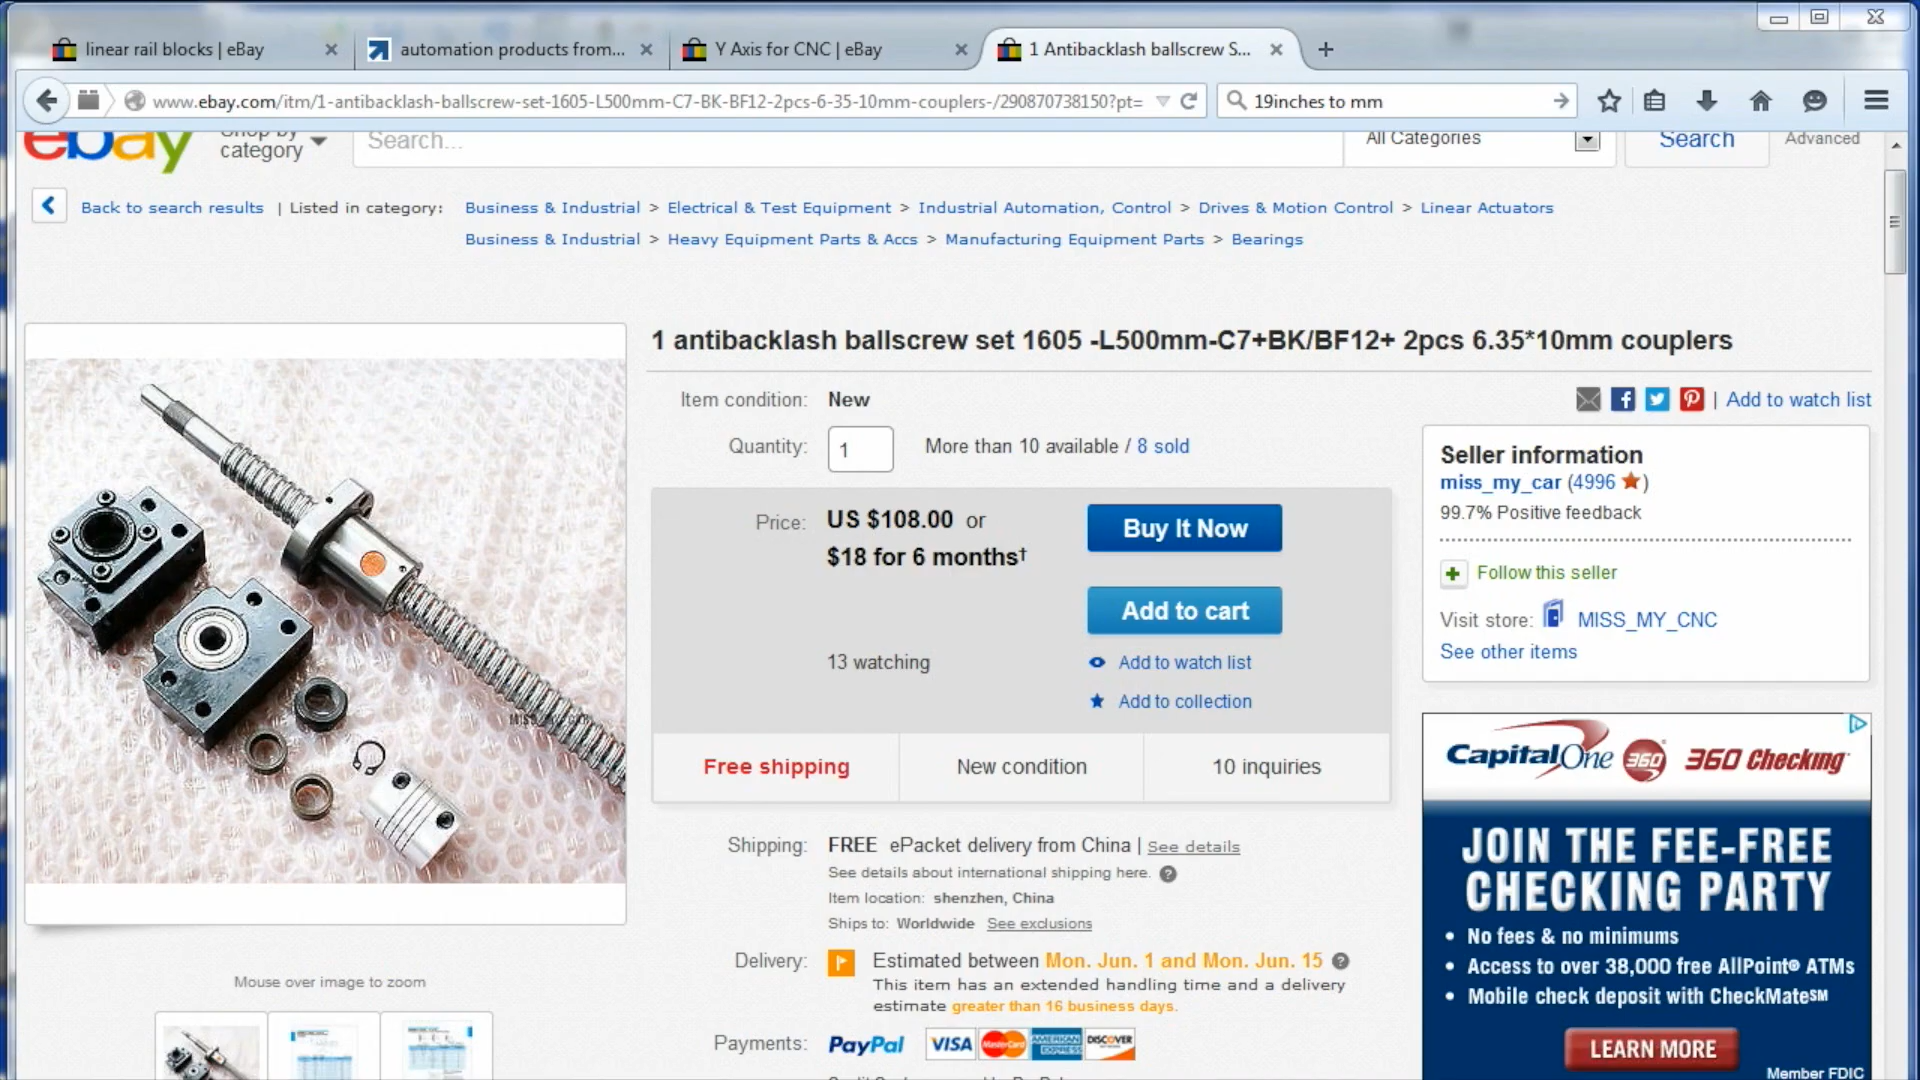 linear rail blocks | eBay
automation products from...
Y Axis for CNC | eBay
1 Antibacklash ballscrew S...
www.ebay.com/itm/1-antibacklash-ballscrew-set-1605-L500mm-C7-BK-BF12-2pcs-6-35-10mm-couplers-/290870738150?pt=
19inches to mm
ebay
Shop by
category
Search...
All Categories
Search
Advanced
Back to search results | Listed in category:
Business & Industrial > Electrical & Test Equipment > Industrial Automation, Control > Drives & Motion Control > Linear Actuators
Business & Industrial > Heavy Equipment Parts & Accs > Manufacturing Equipment Parts > Bearings
1 antibacklash ballscrew set 1605 -L500mm-C7+BK/BF12+ 2pcs 6.35*10mm couplers
Item condition: New
| Add to watch list
Quantity: 1 More than 10 available / 8 sold
Price: US $108.00 or
$18 for 6 months†
Buy It Now
Add to cart
13 watching
Add to watch list
Add to collection
Free shipping
New condition
10 inquiries
Seller information
miss_my_car (4996 )
99.7% Positive feedback
Follow this seller
Visit store: MISS_MY_CNC
See other items
MISS_MY_CAR
Shipping: FREE ePacket delivery from China | See details
See details about international shipping here.
Item location: shenzhen, China
Ships to: Worldwide See exclusions
Delivery: Estimated between Mon. Jun. 1 and Mon. Jun. 15
This item has an extended handling time and a delivery
estimate greater than 16 business days.
Payments: PayPal VISA MasterCard AMERICAN EXPRESS DISCOVER
Mouse over image to zoom
Capital One 360 360 Checking
JOIN THE FEE-FREE
CHECKING PARTY
• No fees & no minimums
• Access to over 38,000 free AllPoint® ATMs
• Mobile check deposit with CheckMate℠
LEARN MORE
Member FDIC